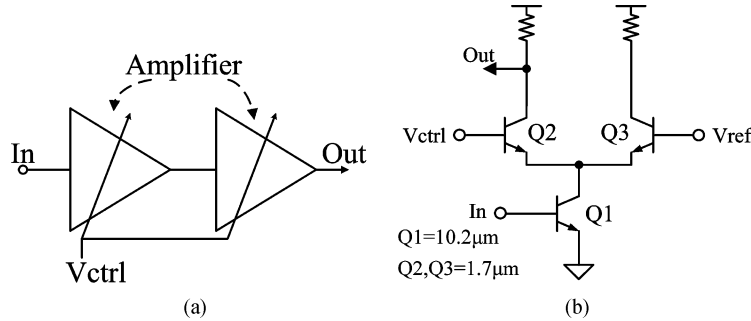 Amplifier
In
Out
Vctrl
(a)
Out
Vctrl
Q2
Q3
Vref
In
Q1
Q1=10.2μm
Q2,Q3=1.7μm
(b)